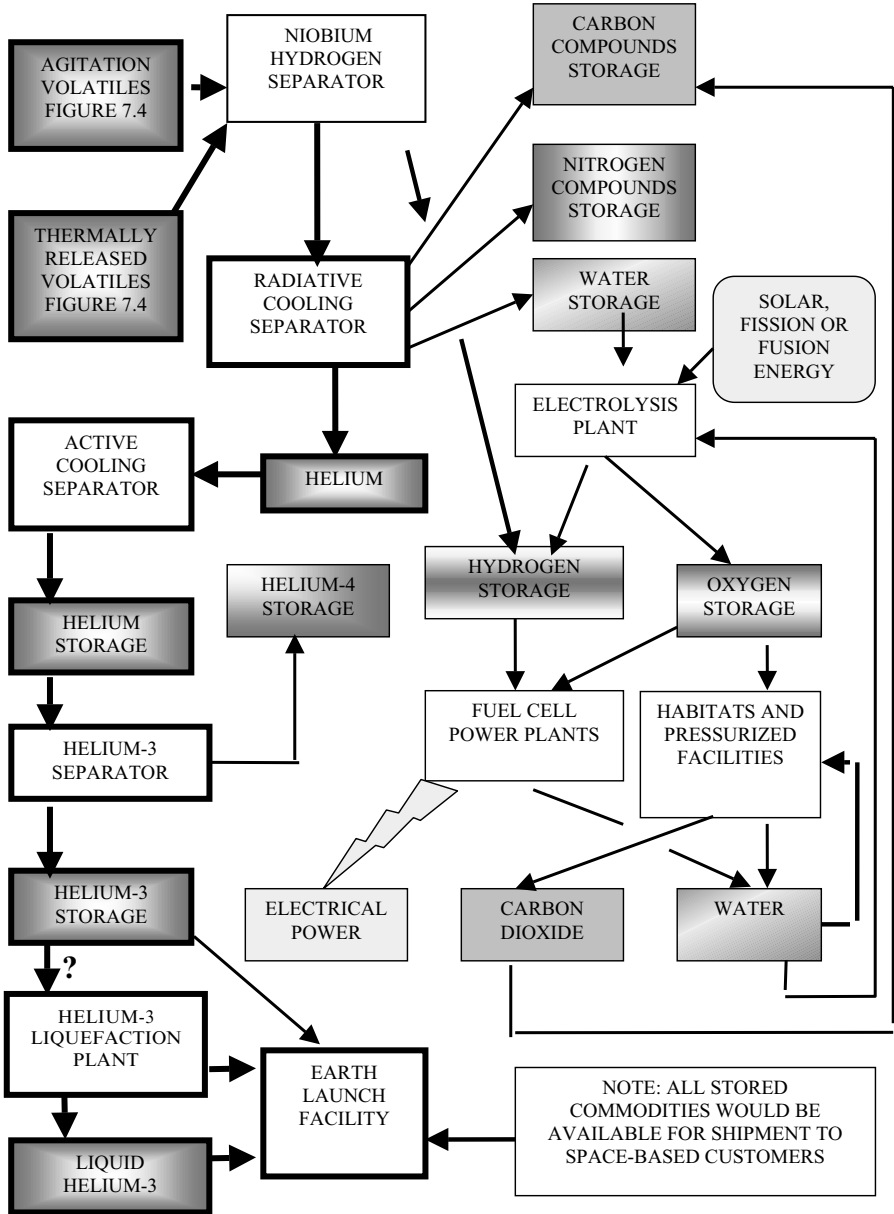 NIOBIUM
HYDROGEN
SEPARATOR
CARBON
COMPOUNDS
STORAGE
AGITATION
VOLATILES
FIGURE 7.4
NITROGEN
COMPOUNDS
STORAGE
THERMALLY
RELEASED
VOLATILES
FIGURE 7.4
RADIATIVE
COOLING
SEPARATOR
WATER
STORAGE
SOLAR,
FISSION OR
FUSION
ENERGY
ELECTROLYSIS
PLANT
ACTIVE
COOLING
SEPARATOR
HELIUM
HYDROGEN
STORAGE
HELIUM-4
STORAGE
OXYGEN
STORAGE
HELIUM
STORAGE
FUEL CELL
POWER PLANTS
HABITATS AND
PRESSURIZED
FACILITIES
HELIUM-3
SEPARATOR
HELIUM-3
STORAGE
ELECTRICAL
POWER
CARBON
DIOXIDE
WATER
?
HELIUM-3
LIQUEFACTION
PLANT
EARTH
LAUNCH
FACILITY
NOTE: ALL STORED
COMMODITIES WOULD BE
AVAILABLE FOR SHIPMENT TO
SPACE-BASED CUSTOMERS
LIQUID
HELIUM-3